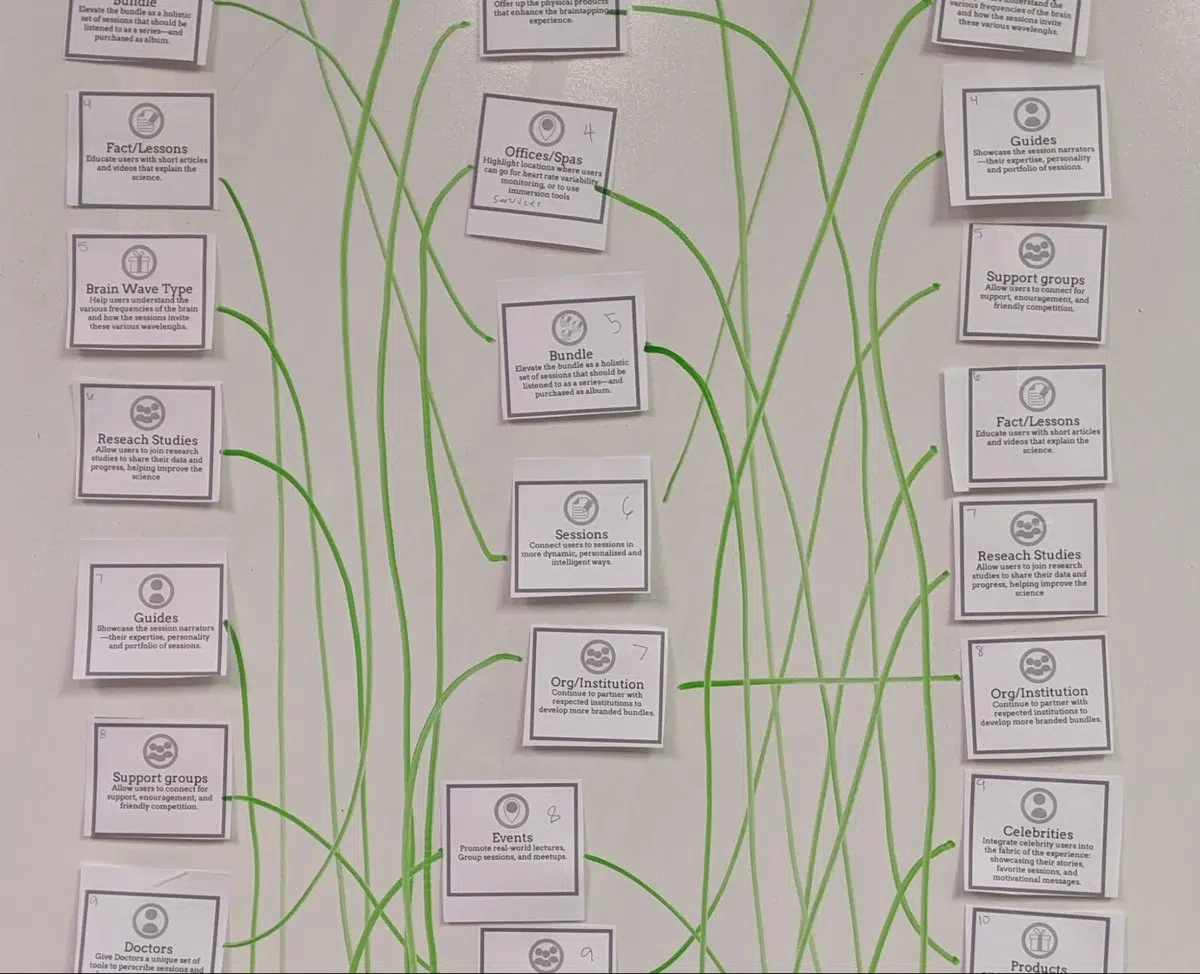 Bundle
Elevate the bundle as a holistic
set of sessions that should be
listened to as a series—and
purchased as album.
4
Fact/Lessons
Educate users with short articles
and videos that explain the
science.
5
Brain Wave Type
Help users understand the
various frequencies of the brain
and how the sessions invite
these various wavelenghs.
6
Reseach Studies
Allow users to join research
studies to share their data and
progress, helping improve the
science
7
Guides
Showcase the session narrators
—their expertise, personality
and portfolio of sessions.
8
Support groups
Allow users to connect for
support, enouragement, and
friendly competition.
9
Doctors
Give Doctors a unique set of
tools to perscribe sessions and
Offer up the physical products
that enhance the braintapping
experience.
4
Offices/Spas
Highlight locations where users
can go for heart rate variability
monitoring, or to use
immersion tools
services
5
Bundle
Elevate the bundle as a holistic
set of sessions that should be
listened to as a series—and
purchased as album.
6
Sessions
Connect users to sessions in
more dynamic, personalized and
intelligent ways.
7
Org/Institution
Continue to partner with
respected institutions to
develop more branded bundles.
8
Events
Promote real-world lectures,
Group sessions, and meetups.
9
understand the
various frequencies of the brain
and how the sessions invite
these various wavelenghs.
4
Guides
Showcase the session narrators
—their expertise, personality
and portfolio of sessions.
5
Support groups
Allow users to connect for
support, enouragement, and
friendly competition.
6
Fact/Lessons
Educate users with short articles
and videos that explain the
science.
7
Reseach Studies
Allow users to join research
studies to share their data and
progress, helping improve the
science
8
Org/Institution
Continue to partner with
respected institutions to
develop more branded bundles.
9
Celebrities
Integrate celebrity users into
the fabric of the experience:
showcasing their stories,
favorite sessions, and
motivational messages.
10
Products